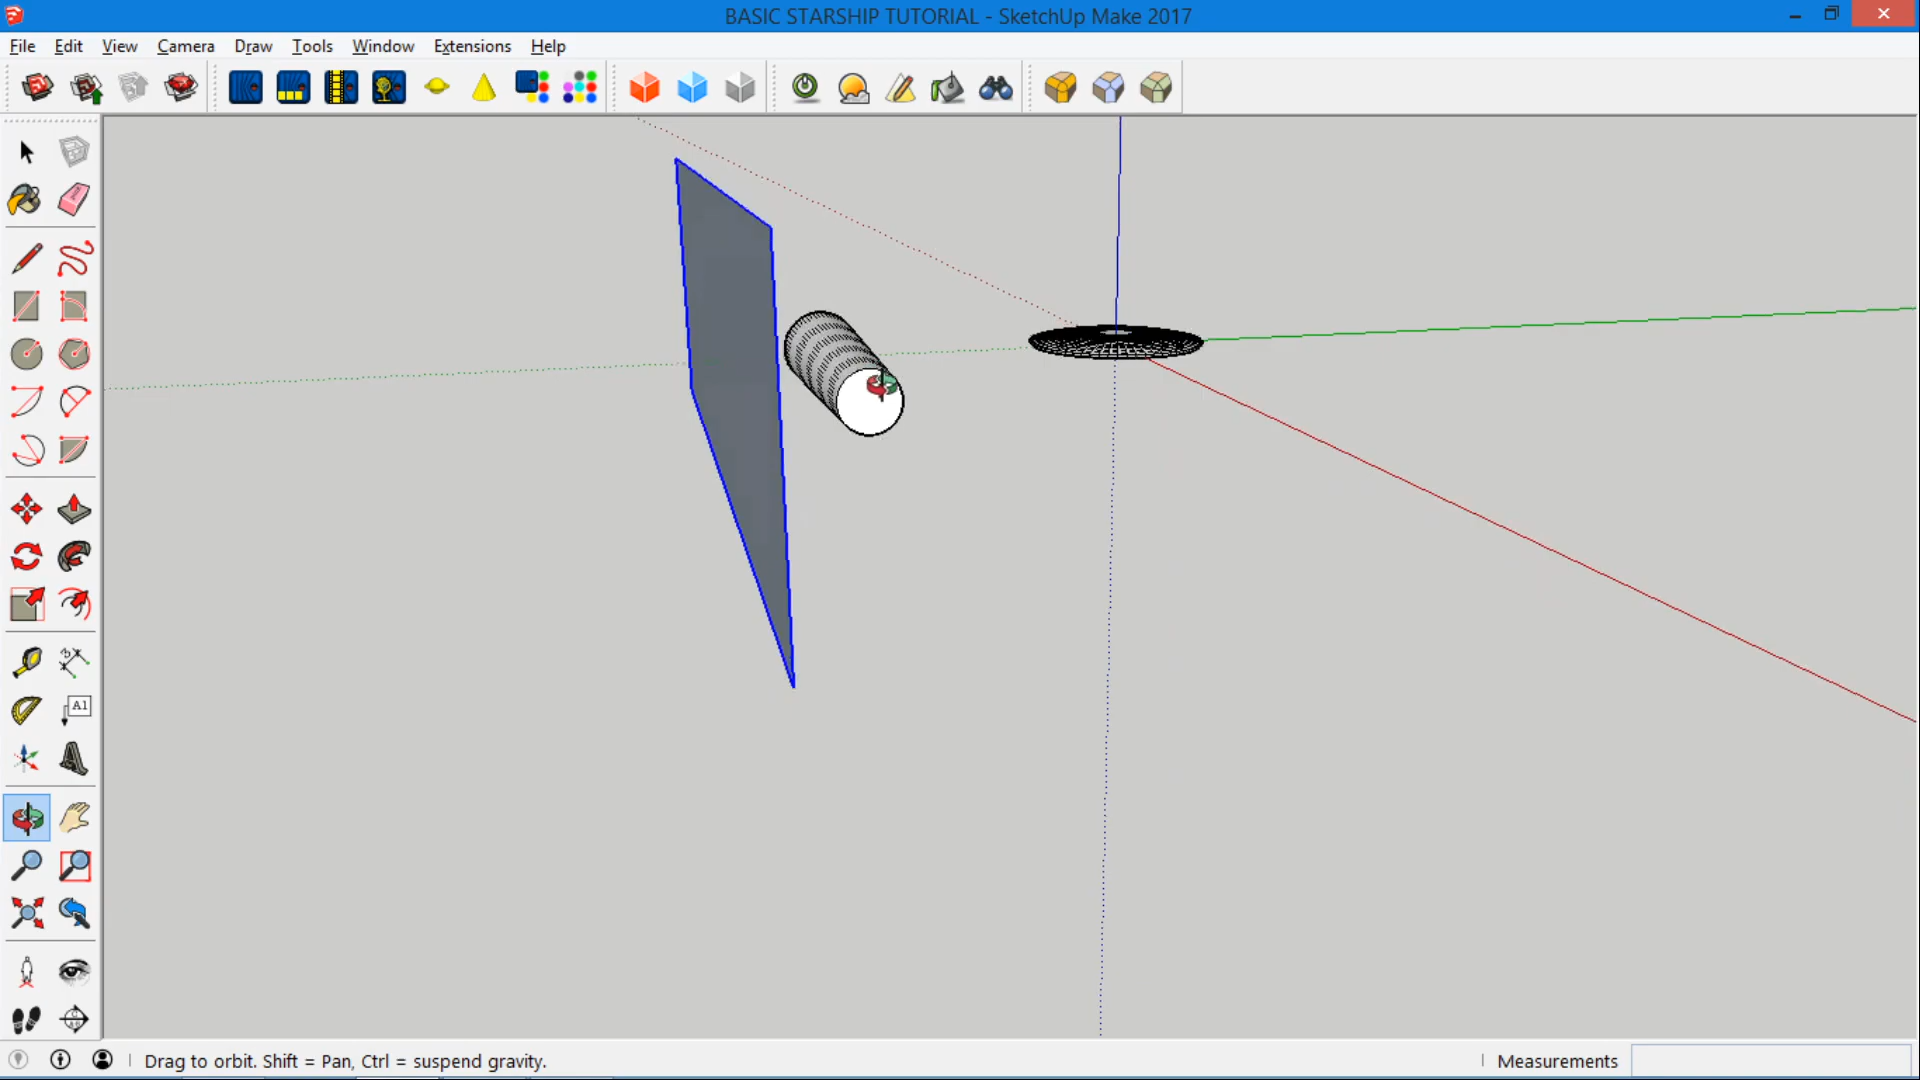 BASIC STARSHIP TUTORIAL - SketchUp Make 2017
File Edit View Camera Draw Tools Window Extensions Help
A1
Drag to orbit. Shift = Pan, Ctrl = suspend gravity.
Measurements